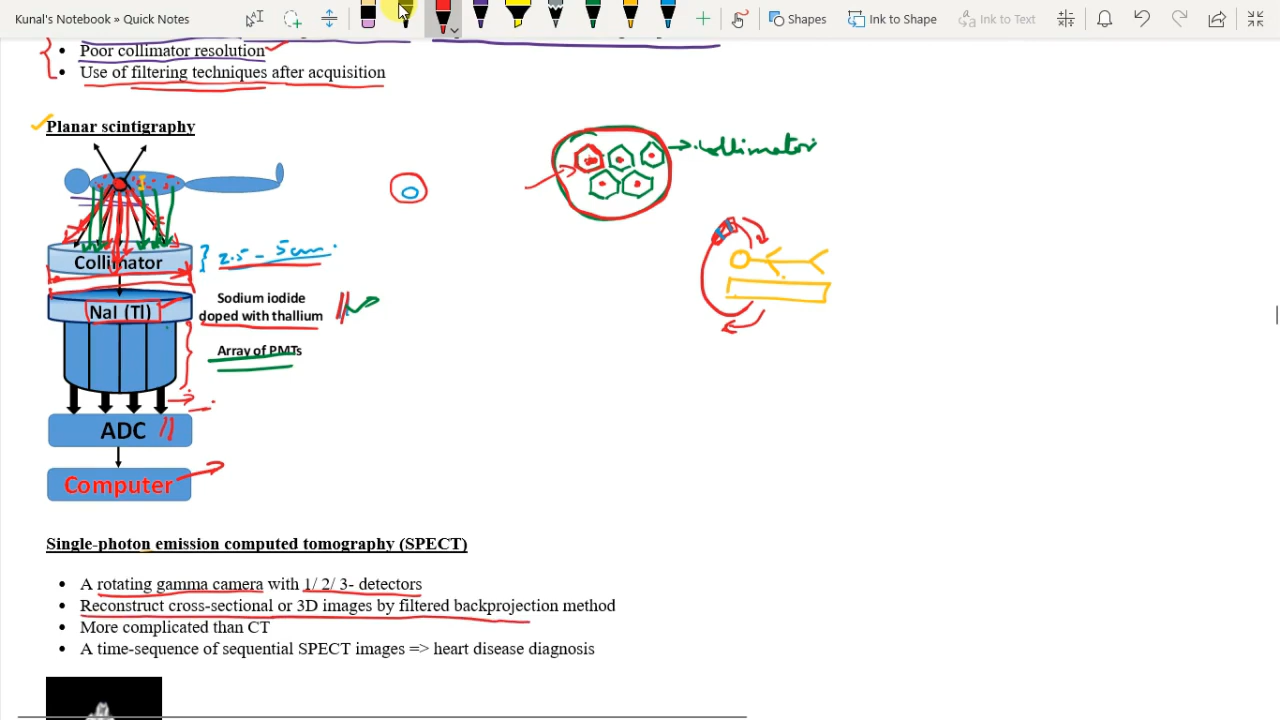 Kunal's Notebook » Quick Notes
Shapes
Ink to Shape
Ink to Text
• Poor collimator resolution
• Use of filtering techniques after acquisition
Planar scintigraphy
collimator
Collimator
2.5 - 5cm
NaI (Tl)
Sodium iodide
doped with thallium
Array of PMTs
ADC
Computer
Single-photon emission computed tomography (SPECT)
• A rotating gamma camera with 1/ 2/ 3- detectors
• Reconstruct cross-sectional or 3D images by filtered backprojection method
• More complicated than CT
• A time-sequence of sequential SPECT images => heart disease diagnosis